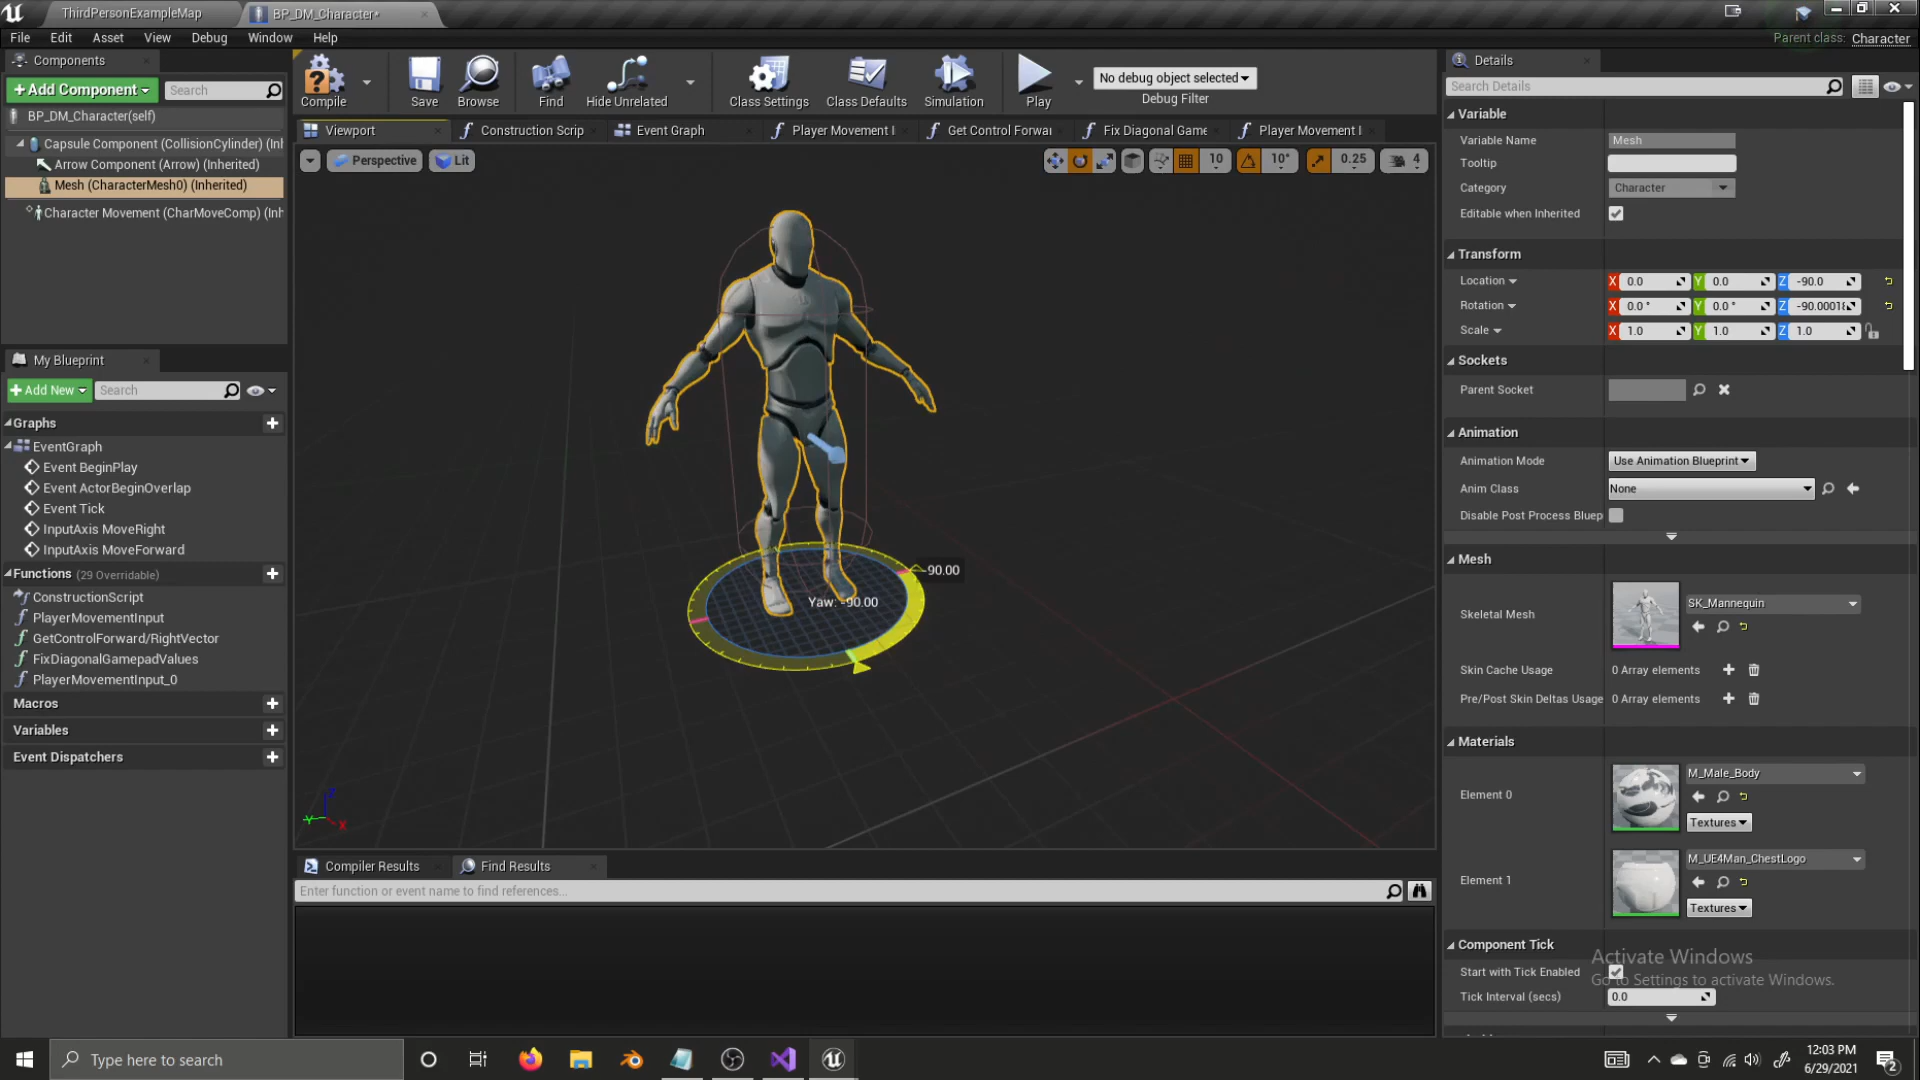 ThirdPersonExampleMap
BP_DM_Character*
File Edit Asset View Debug Window Help
Parent class: Character
Components
+Add Component
Search
BP_DM_Character(self)
Capsule Component (CollisionCylinder) (Inl
Arrow Component (Arrow) (Inherited)
Mesh (CharacterMesh0) (Inherited)
Character Movement (CharMoveComp) (Inl
My Blueprint
+Add New
Search
Graphs
EventGraph
Event BeginPlay
Event ActorBeginOverlap
Event Tick
InputAxis MoveRight
InputAxis MoveForward
Functions (29 Overridable)
ConstructionScript
PlayerMovementInput
GetControlForward/RightVector
FixDiagonalGamepadValues
PlayerMovementInput_0
Macros
Variables
Event Dispatchers
Compile
Save
Browse
Find
Hide Unrelated
Class Settings
Class Defaults
Simulation
Play
No debug object selected
Debug Filter
Viewport
Construction Scrip
Event Graph
Player Movement I
Get Control Forwar
Fix Diagonal Game
Player Movement I
Perspective
Lit
10
10°
0.25
4
90.00
Yaw: -90.00
Z
Y
X
Compiler Results
Find Results
Enter function or event name to find references...
Details
Search Details
Variable
Variable Name Mesh
Tooltip
Category Character
Editable when Inherited
Transform
Location X 0.0 Y 0.0 Z -90.0
Rotation X 0.0 ° Y 0.0 ° Z -90.00018
Scale X 1.0 Y 1.0 Z 1.0
Sockets
Parent Socket
Animation
Animation Mode Use Animation Blueprint
Anim Class None
Disable Post Process Bluep
Mesh
Skeletal Mesh SK_Mannequin
Skin Cache Usage 0 Array elements
Pre/Post Skin Deltas Usage 0 Array elements
Materials
Element 0 M_Male_Body
Textures
Element 1 M_UE4Man_ChestLogo
Textures
Component Tick
Start with Tick Enabled
Tick Interval (secs) 0.0
Activate Windows
Go to Settings to activate Windows.
Type here to search
12:03 PM
6/29/2021
2